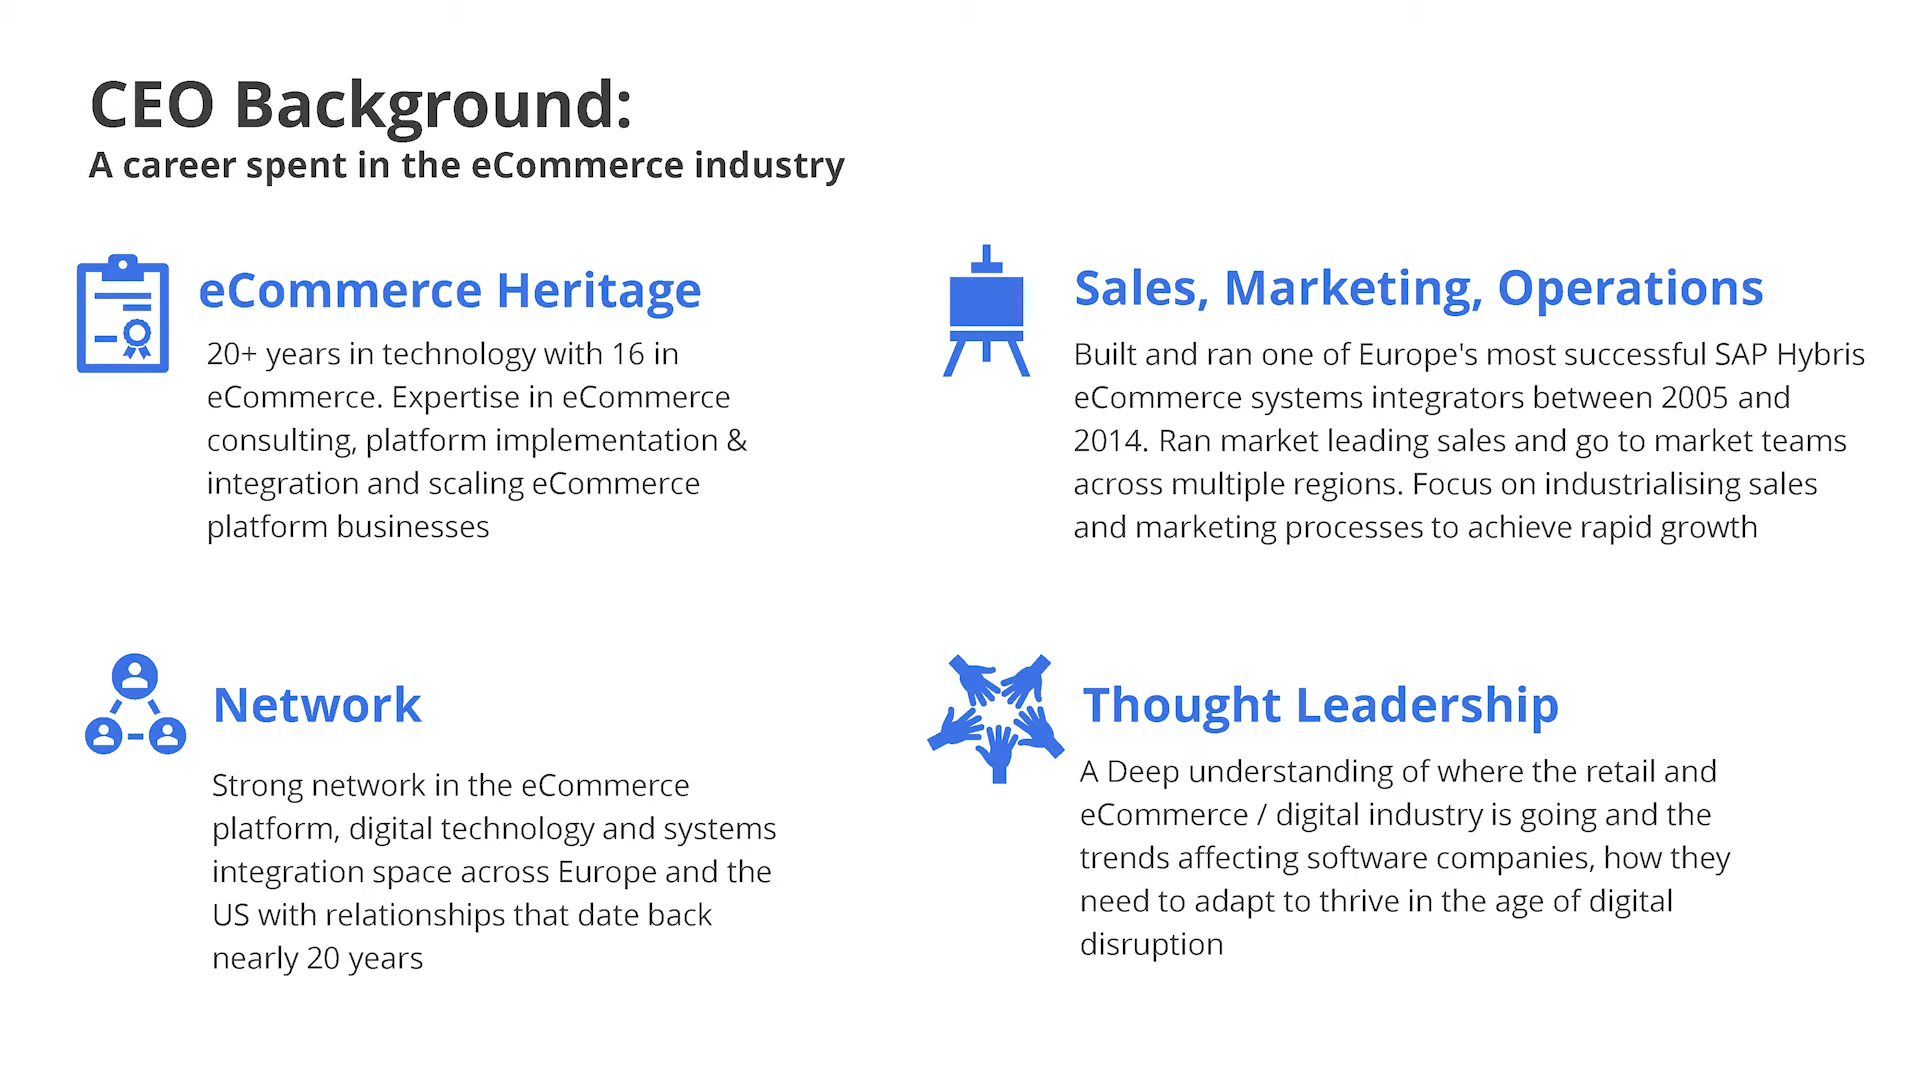 CEO Background:
A career spent in the eCommerce industry
eCommerce Heritage
20+ years in technology with 16 in
eCommerce. Expertise in eCommerce
consulting, platform implementation &
integration and scaling eCommerce
platform businesses
Sales, Marketing, Operations
Built and ran one of Europe's most successful SAP Hybris
eCommerce systems integrators between 2005 and
2014. Ran market leading sales and go to market teams
across multiple regions. Focus on industrialising sales
and marketing processes to achieve rapid growth
Network
Strong network in the eCommerce
platform, digital technology and systems
integration space across Europe and the
US with relationships that date back
nearly 20 years
Thought Leadership
A Deep understanding of where the retail and
eCommerce / digital industry is going and the
trends affecting software companies, how they
need to adapt to thrive in the age of digital
disruption